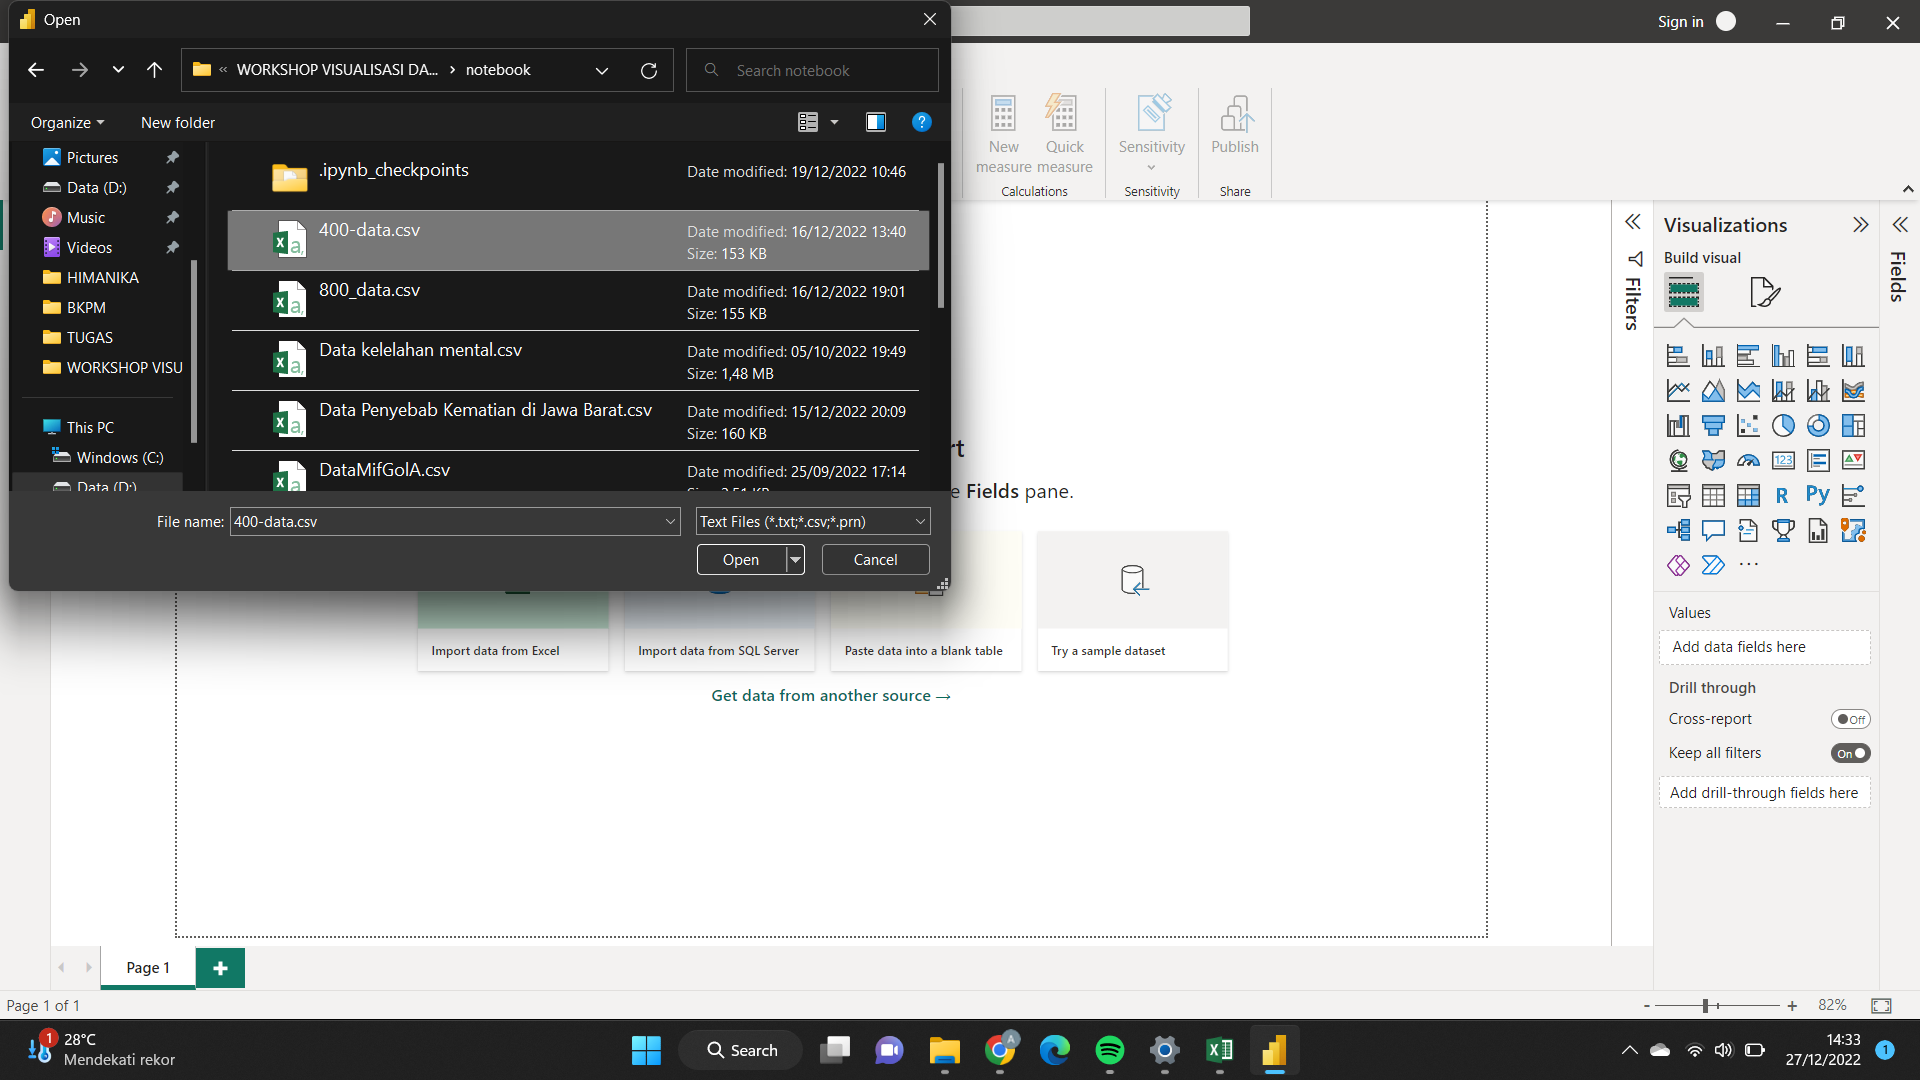 Open
Sign in
WORKSHOP VISUALISASI DA...
notebook
Search notebook
Organize
New folder
Pictures
Data (D:)
Music
Videos
HIMANIKA
BKPM
TUGAS
WORKSHOP VISU
This PC
Windows (C:)
Data (D:)
.ipynb_checkpoints
Date modified: 19/12/2022 10:46
400-data.csv
Date modified: 16/12/2022 13:40
Size: 153 KB
800_data.csv
Date modified: 16/12/2022 19:01
Size: 155 KB
Data kelelahan mental.csv
Date modified: 05/10/2022 19:49
Size: 1,48 MB
Data Penyebab Kematian di Jawa Barat.csv
Date modified: 15/12/2022 20:09
Size: 160 KB
DataMifGolA.csv
Date modified: 25/09/2022 17:14
File name:
400-data.csv
Text Files (*.txt;*.csv;*.prn)
Open
Cancel
New measure
Quick measure
Calculations
Sensitivity
Sensitivity
Publish
Share
rt
e Fields pane.
Import data from Excel
Import data from SQL Server
Paste data into a blank table
Try a sample dataset
Get data from another source →
Filters
Visualizations
Build visual
123
R
Py
Values
Add data fields here
Drill through
Cross-report
Off
Keep all filters
On
Add drill-through fields here
Fields
Page 1
Page 1 of 1
- + 82%
1
28°C
Mendekati rekor
Search
A
14:33
27/12/2022
1